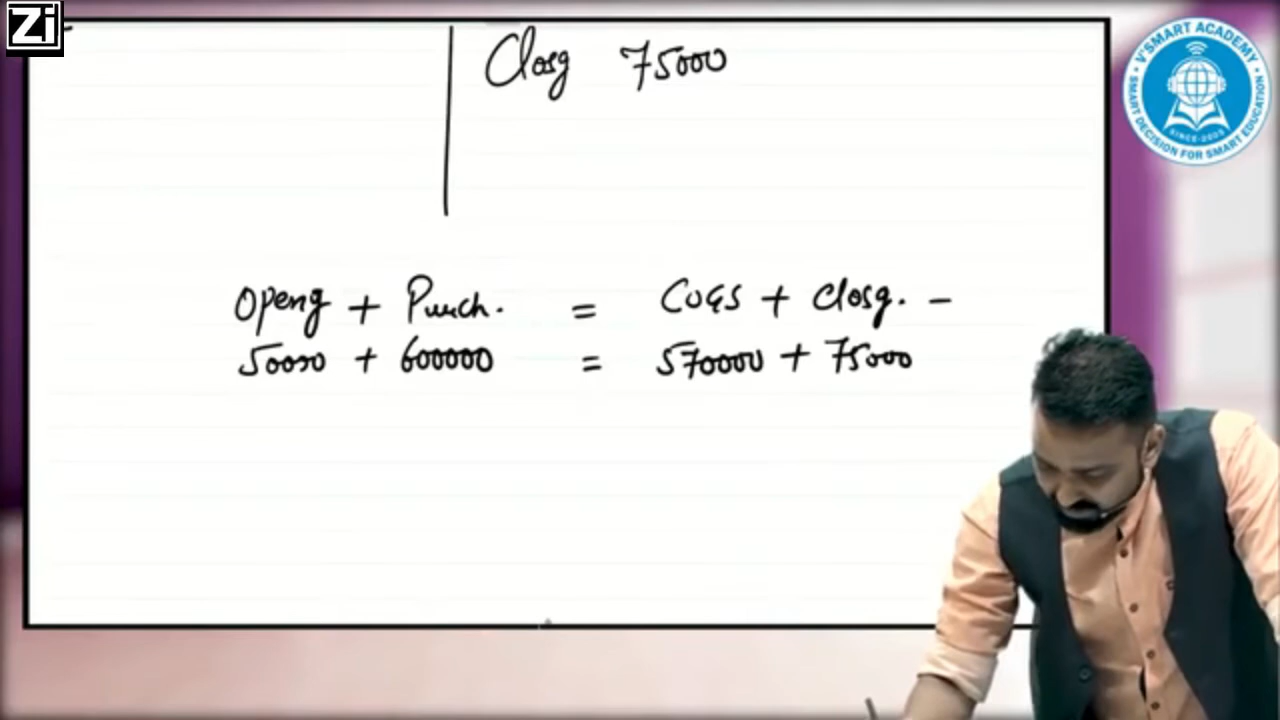 Zi
V'SMART ACADEMY
SMART DECISION FOR SMART EDUCATION
SINCE-2005
Closg 75000
Openg + Purch. = COGS + Closg. -
50000 + 600000 = 570000 + 75000